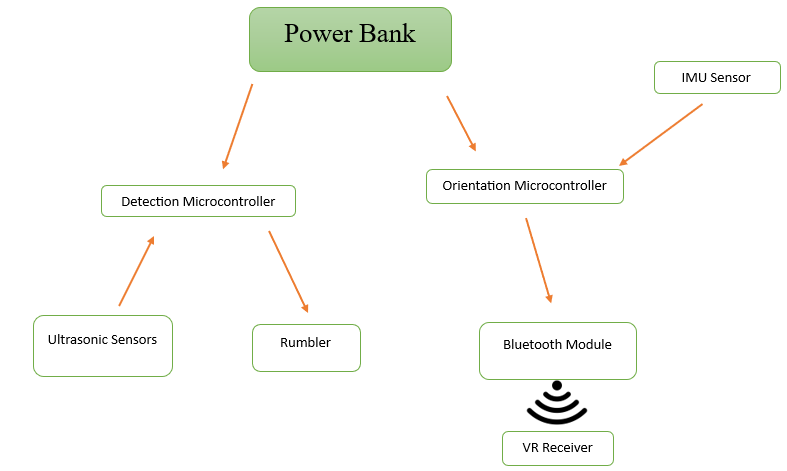 Power Bank
IMU Sensor
Detection Microcontroller
Orientation Microcontroller
Ultrasonic Sensors
Rumbler
Bluetooth Module
VR Receiver